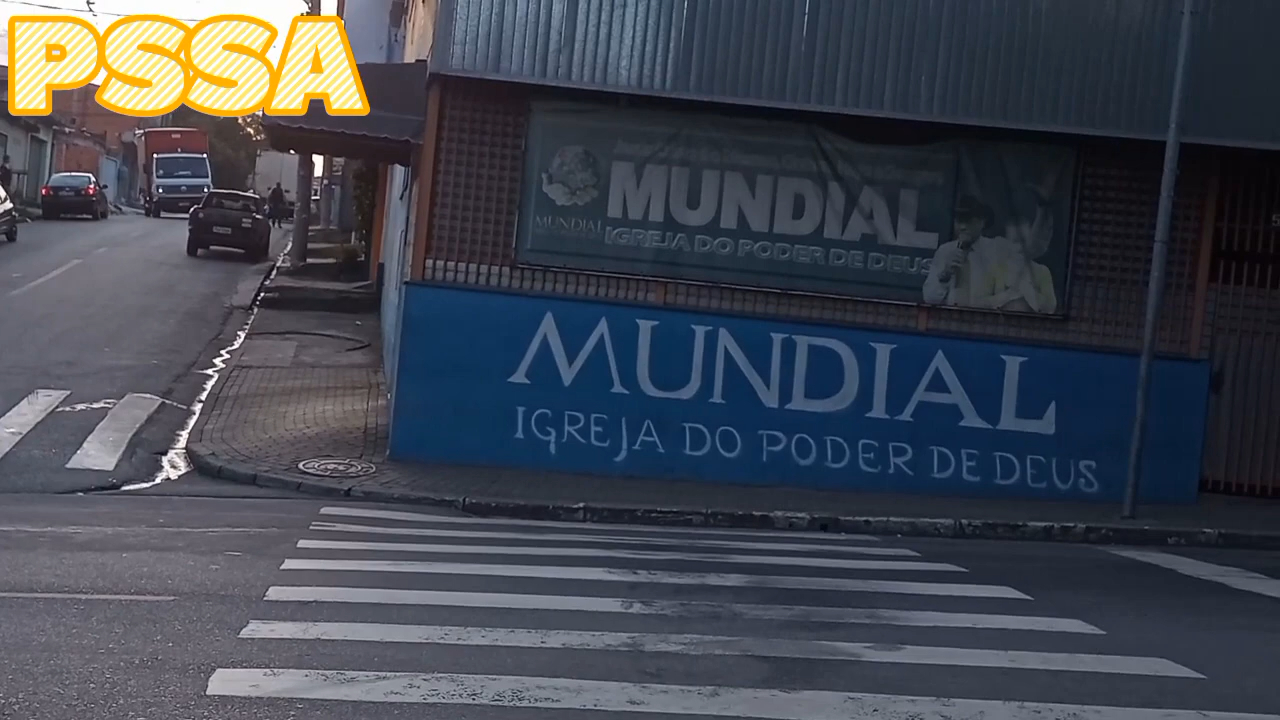 PSSA
MUNDIAL
MUNDIAL
IGREJA DO PODER DE DEUS
MUNDIAL
IGREJA DO PODER DE DEUS